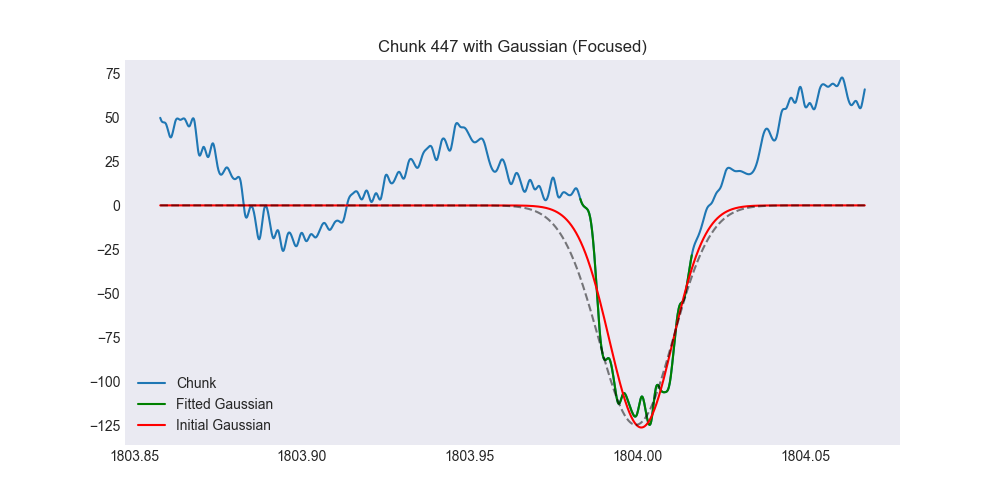 Chunk 447 with Gaussian (Focused)
75
50
25
0
−25
−50
−75
−100
−125
Chunk
Fitted Gaussian
Initial Gaussian
1803.85 1803.90 1803.95 1804.00 1804.05